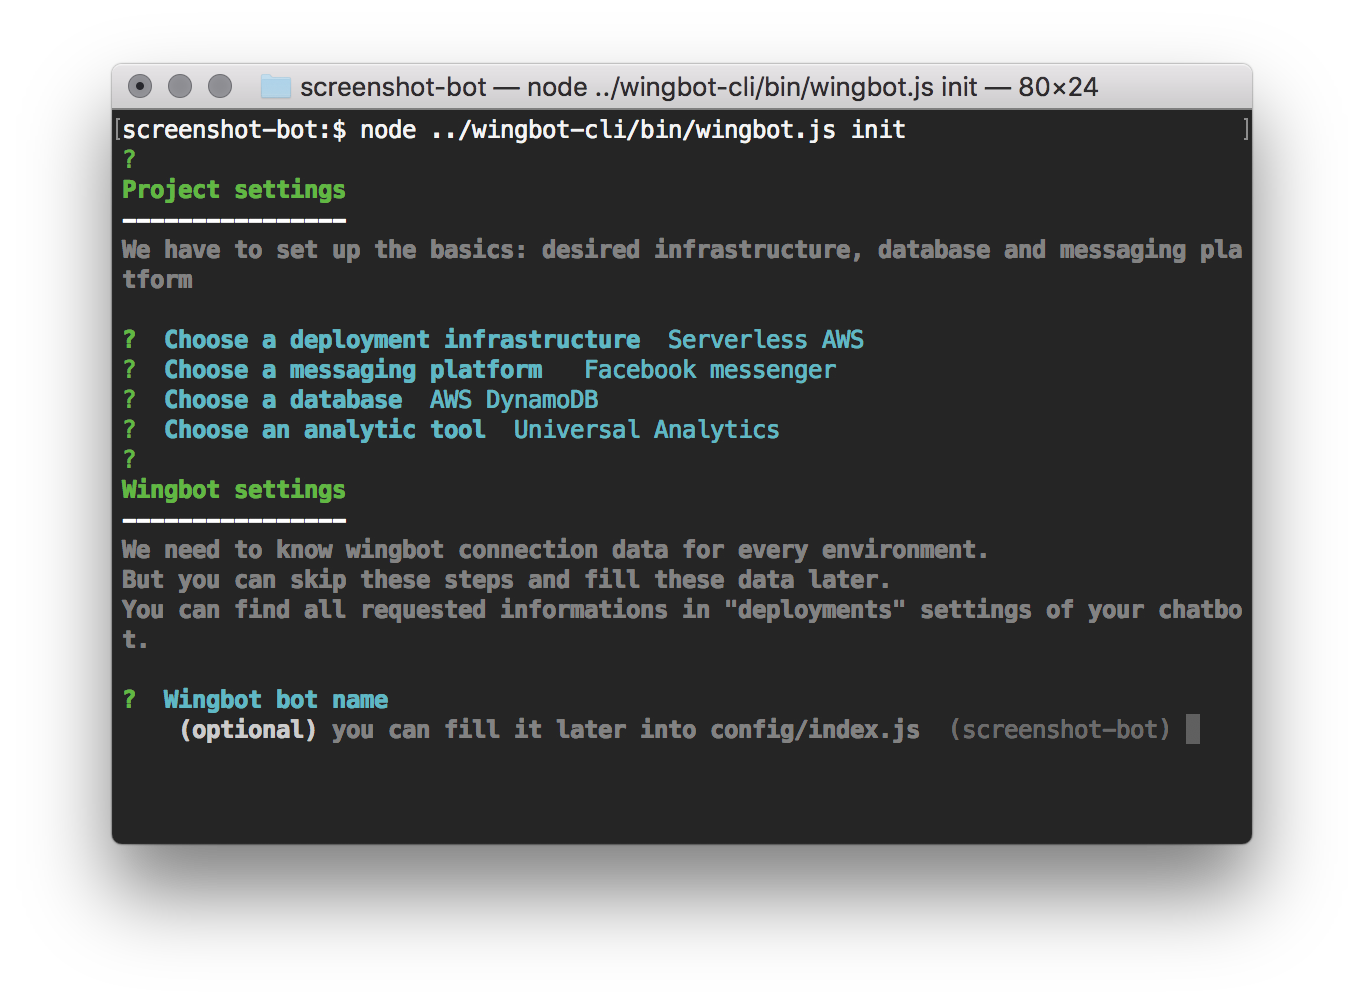 screenshot-bot — node ../wingbot-cli/bin/wingbot.js init — 80×24
[screenshot-bot:$ node ../wingbot-cli/bin/wingbot.js init ]
?
Project settings
----------------
We have to set up the basics: desired infrastructure, database and messaging pla
tform
?  Choose a deployment infrastructure  Serverless AWS
?  Choose a messaging platform   Facebook messenger
?  Choose a database  AWS DynamoDB
?  Choose an analytic tool  Universal Analytics
?
Wingbot settings
----------------
We need to know wingbot connection data for every environment.
But you can skip these steps and fill these data later.
You can find all requested informations in "deployments" settings of your chatbo
t.
?  Wingbot bot name
(optional) you can fill it later into config/index.js  (screenshot-bot)